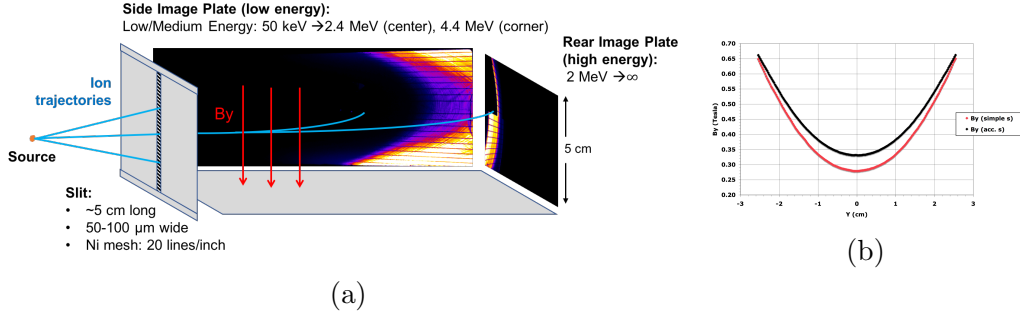 Side Image Plate (low energy):
Low/Medium Energy: 50 keV →2.4 MeV (center), 4.4 MeV (corner)
Rear Image Plate
(high energy):
2 MeV →∞
Ion
trajectories
By
Source
5 cm
Slit:
• ~5 cm long
• 50-100 µm wide
• Ni mesh: 20 lines/inch
(a)
0.70
0.65
0.60
0.55
0.50
0.45
0.40
0.35
0.30
0.25
0.20
By (Tesla)
-3 -2 -1 0 1 2 3
Y (cm)
By (simple s)
By (acc. s)
(b)